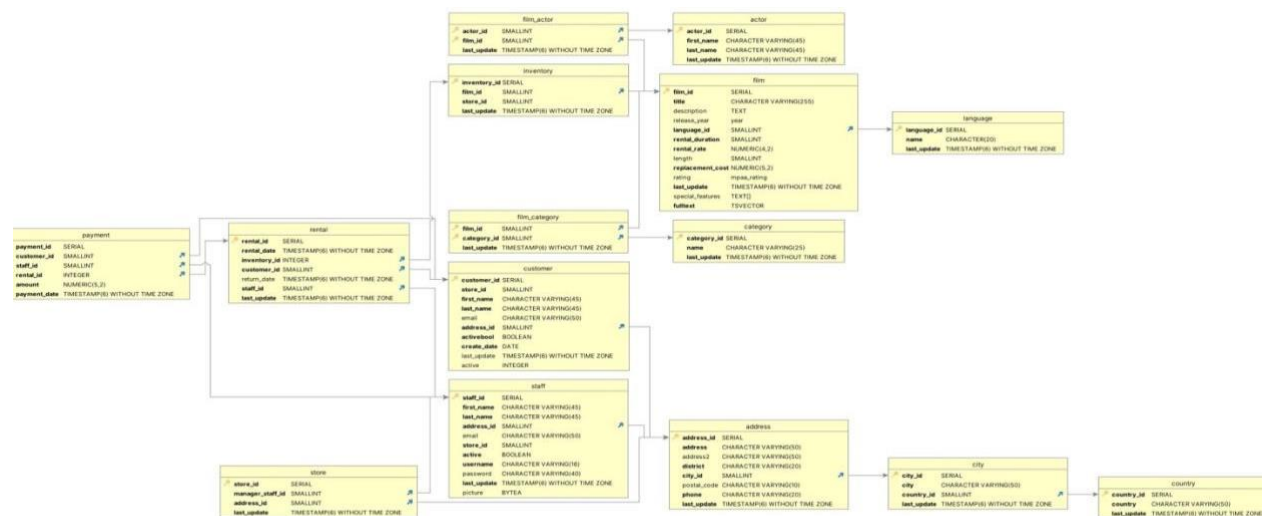 film_actor
actor_id SMALLINT
film_id SMALLINT
last_update TIMESTAMP(6) WITHOUT TIME ZONE
actor
actor_id SERIAL
first_name CHARACTER VARYING(45)
last_name CHARACTER VARYING(45)
last_update TIMESTAMP(6) WITHOUT TIME ZONE
inventory
inventory_id SERIAL
film_id SMALLINT
store_id SMALLINT
last_update TIMESTAMP(6) WITHOUT TIME ZONE
film
film_id SERIAL
title CHARACTER VARYING(255)
description TEXT
release_year year
language_id SMALLINT
rental_duration SMALLINT
rental_rate NUMERIC(4,2)
length SMALLINT
replacement_cost NUMERIC(5,2)
rating mpaa_rating
last_update TIMESTAMP(6) WITHOUT TIME ZONE
special_features TEXT[]
fulltext TSVECTOR
language
language_id SERIAL
name CHARACTER(20)
last_update TIMESTAMP(6) WITHOUT TIME ZONE
film_category
film_id SMALLINT
category_id SMALLINT
last_update TIMESTAMP(6) WITHOUT TIME ZONE
category
category_id SERIAL
name CHARACTER VARYING(25)
last_update TIMESTAMP(6) WITHOUT TIME ZONE
payment
payment_id SERIAL
customer_id SMALLINT
staff_id SMALLINT
rental_id INTEGER
amount NUMERIC(5,2)
payment_date TIMESTAMP(6) WITHOUT TIME ZONE
rental
rental_id SERIAL
rental_date TIMESTAMP(6) WITHOUT TIME ZONE
inventory_id INTEGER
customer_id SMALLINT
return_date TIMESTAMP(6) WITHOUT TIME ZONE
staff_id SMALLINT
last_update TIMESTAMP(6) WITHOUT TIME ZONE
customer
customer_id SERIAL
store_id SMALLINT
first_name CHARACTER VARYING(45)
last_name CHARACTER VARYING(45)
email CHARACTER VARYING(50)
address_id SMALLINT
activebool BOOLEAN
create_date DATE
last_update TIMESTAMP(6) WITHOUT TIME ZONE
active INTEGER
staff
staff_id SERIAL
first_name CHARACTER VARYING(45)
last_name CHARACTER VARYING(45)
address_id SMALLINT
email CHARACTER VARYING(50)
store_id SMALLINT
active BOOLEAN
username CHARACTER VARYING(16)
password CHARACTER VARYING(40)
last_update TIMESTAMP(6) WITHOUT TIME ZONE
picture BYTEA
store
store_id SERIAL
manager_staff_id SMALLINT
address_id SMALLINT
last_update TIMESTAMP(6) WITHOUT TIME ZONE
address
address_id SERIAL
address CHARACTER VARYING(50)
address2 CHARACTER VARYING(50)
district CHARACTER VARYING(20)
city_id SMALLINT
postal_code CHARACTER VARYING(10)
phone CHARACTER VARYING(20)
last_update TIMESTAMP(6) WITHOUT TIME ZONE
city
city_id SERIAL
city CHARACTER VARYING(50)
country_id SMALLINT
last_update TIMESTAMP(6) WITHOUT TIME ZONE
country
country_id SERIAL
country CHARACTER VARYING(50)
last_update TIMESTAMP(6) WITHOUT TIME ZONE